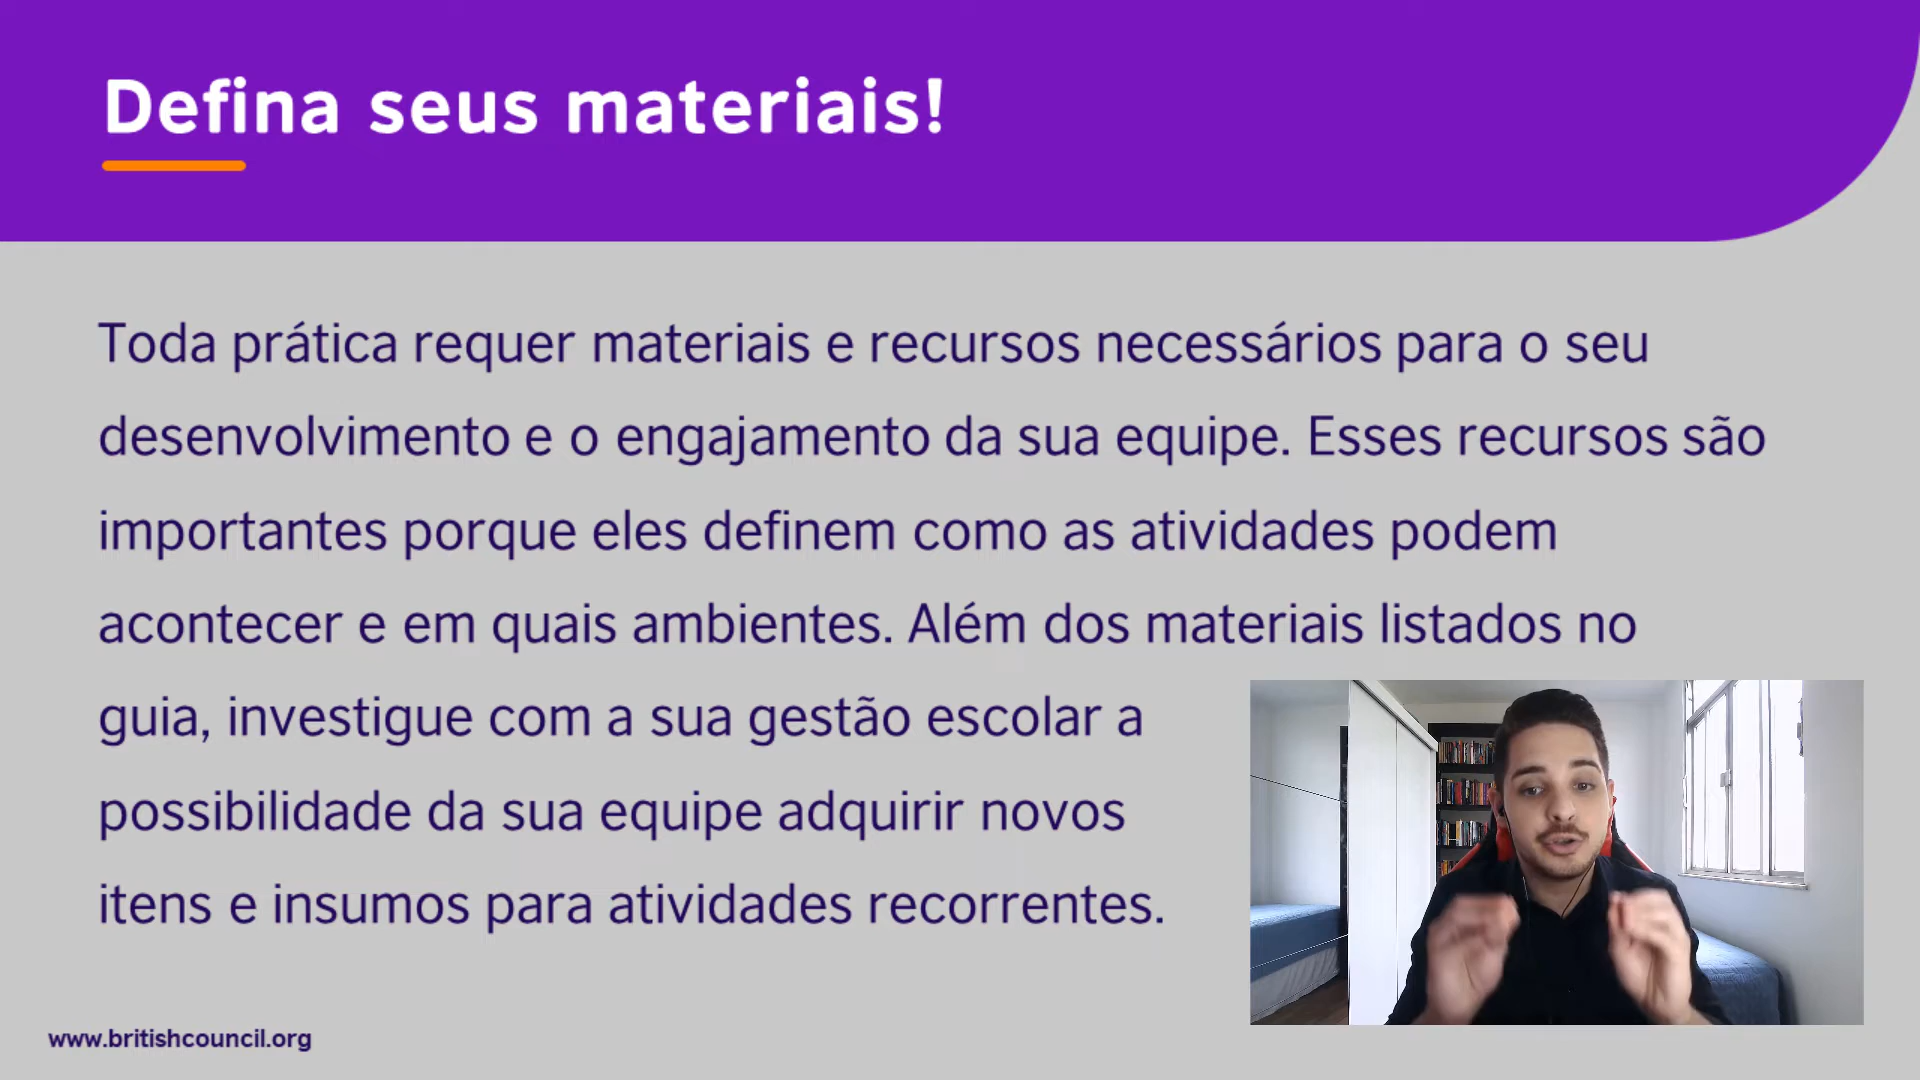 Defina seus materiais!
Toda prática requer materiais e recursos necessários para o seu
desenvolvimento e o engajamento da sua equipe. Esses recursos são
importantes porque eles definem como as atividades podem
acontecer e em quais ambientes. Além dos materiais listados no
guia, investigue com a sua gestão escolar a
possibilidade da sua equipe adquirir novos
itens e insumos para atividades recorrentes.
www.britishcouncil.org